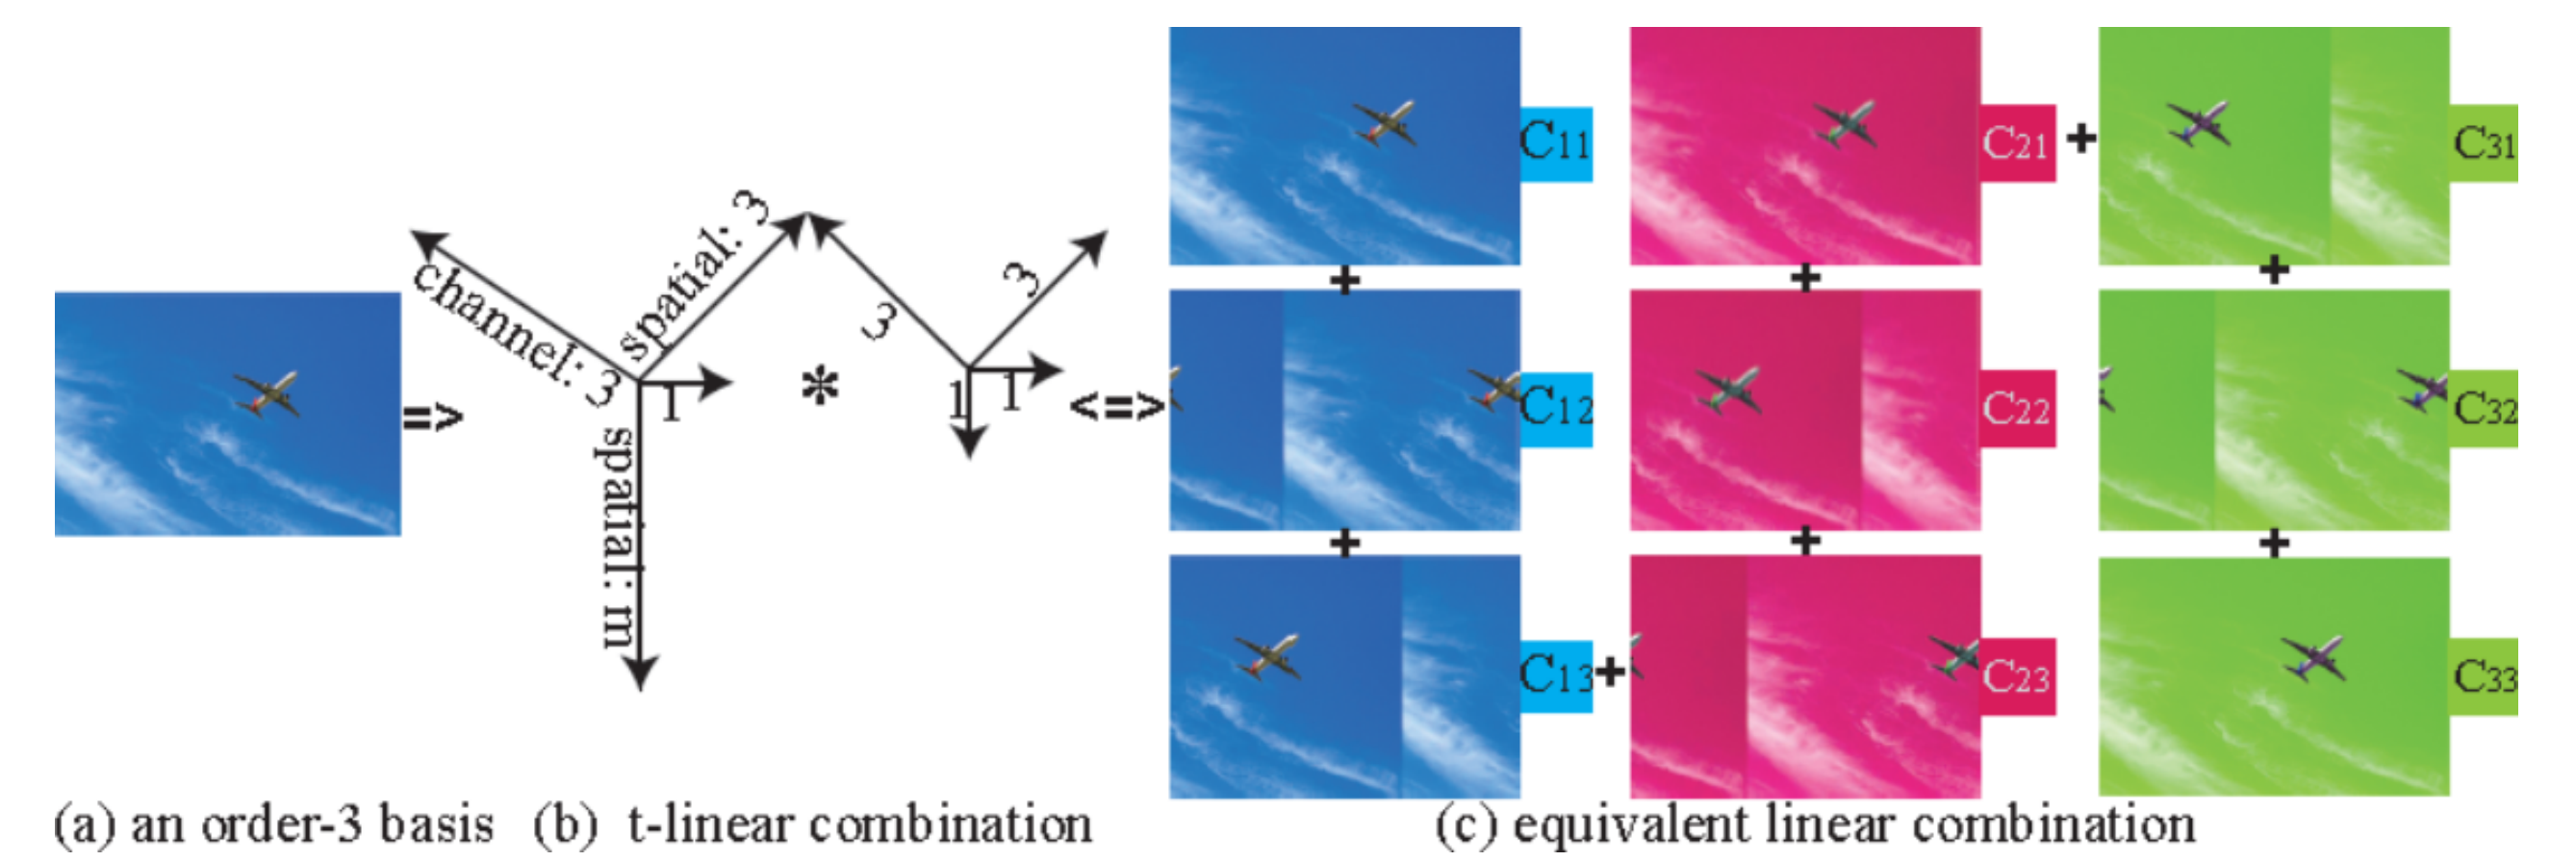 channel: 3
spatial: 3
1
spatial: m
=>
*
3
3
1
1
<=>
C11
C21
+
C31
+
+
+
C12
C22
C32
+
+
+
C13
+
C23
C33
(a) an order-3 basis
(b) t-linear combination
(c) equivalent linear combination